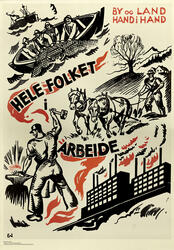 BY OG LAND
HAND i HAND
HELE FOLKET
i
ARBEIDE
64